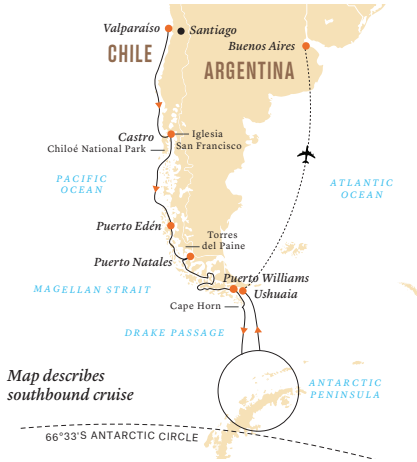 Valparaíso
Santiago
Buenos Aires
CHILE
ARGENTINA
Castro
Iglesia
San Francisco
Chiloé National Park
PACIFIC
OCEAN
ATLANTIC
OCEAN
Puerto Edén
Torres
del Paine
Puerto Natales
Puerto Williams
MAGELLAN STRAIT
Ushuaia
Cape Horn
DRAKE PASSAGE
Map describes
southbound cruise
ANTARCTIC
PENINSULA
66°33'S ANTARCTIC CIRCLE